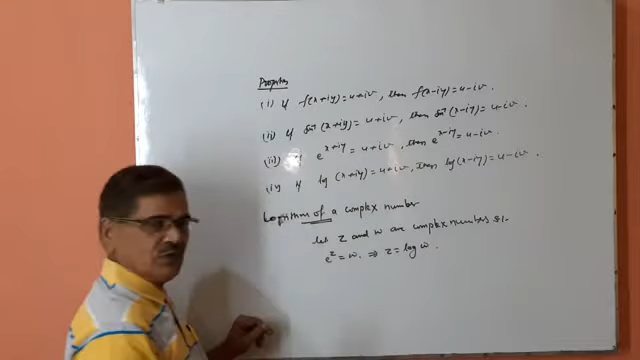 Properties
(i) If f(x+iy) = u+iv, then f(x-iy) = u-iv.
(ii) If sin⁻¹(x+iy) = u+iv, then sin⁻¹(x-iy) = u-iv.
(iii) If e^{x+iy} = u+iv, then e^{x-iy} = u-iv.
(iv) If log (x+iy) = u+iv, then log(x-iy) = u-iv.
Logarithm of a complex number
let z and w are complex numbers s.t.
e^z = w. ⇒ z = log w.